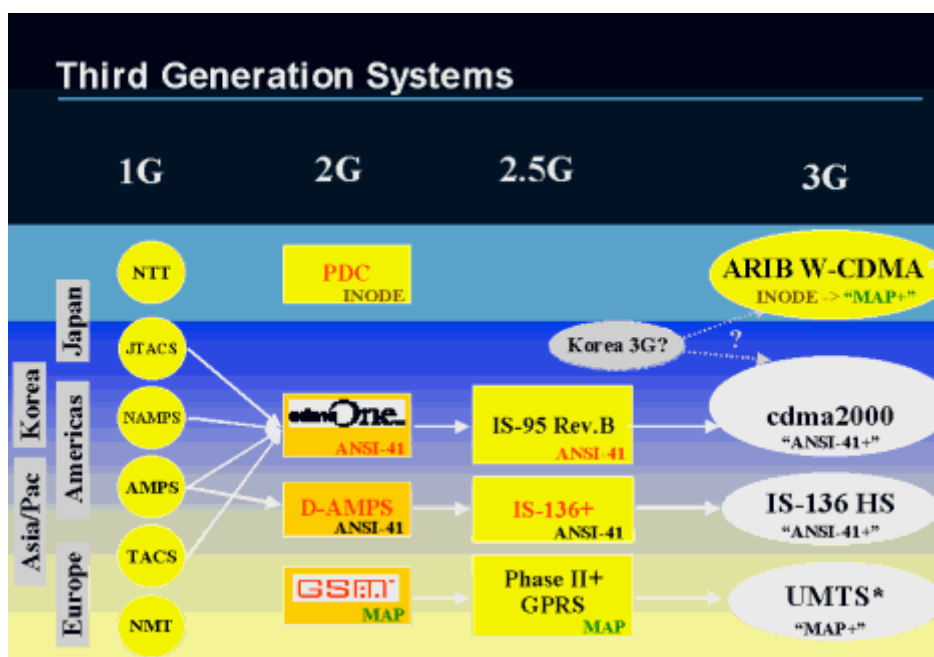 Third Generation Systems
1G
2G
2.5G
3G
Japan
Korea
Americas
Asia/Pac
Europe
NTT
JTACS
NAMPS
AMPS
TACS
NMT
PDC
INODE
cdmaOne
ANSI-41
D-AMPS
ANSI-41
GSM
MAP
IS-95 Rev.B
ANSI-41
IS-136+
ANSI-41
Phase II+
GPRS
MAP
ARIB W-CDMA
INODE -> “MAP+”
Korea 3G?
?
cdma2000
“ANSI-41+”
IS-136 HS
“ANSI-41+”
UMTS*
“MAP+”